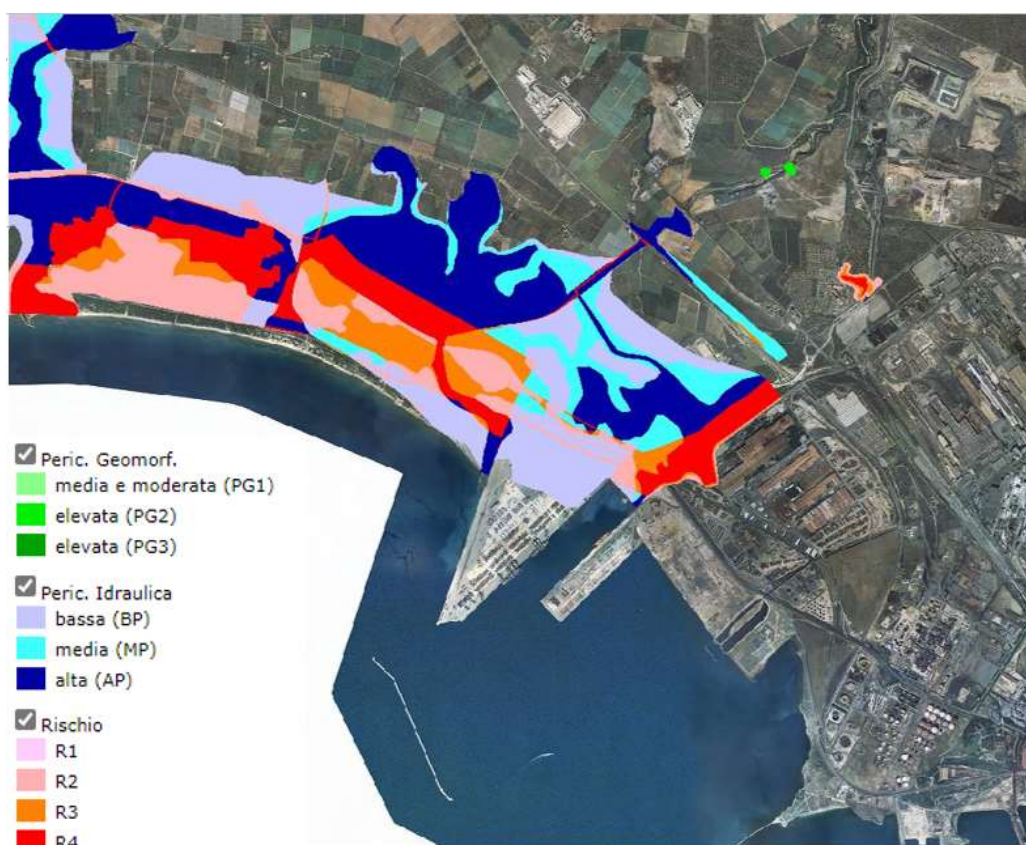 Peric. Geomorf.
media e moderata (PG1)
elevata (PG2)
elevata (PG3)
Peric. Idraulica
bassa (BP)
media (MP)
alta (AP)
Rischio
R1
R2
R3
R4